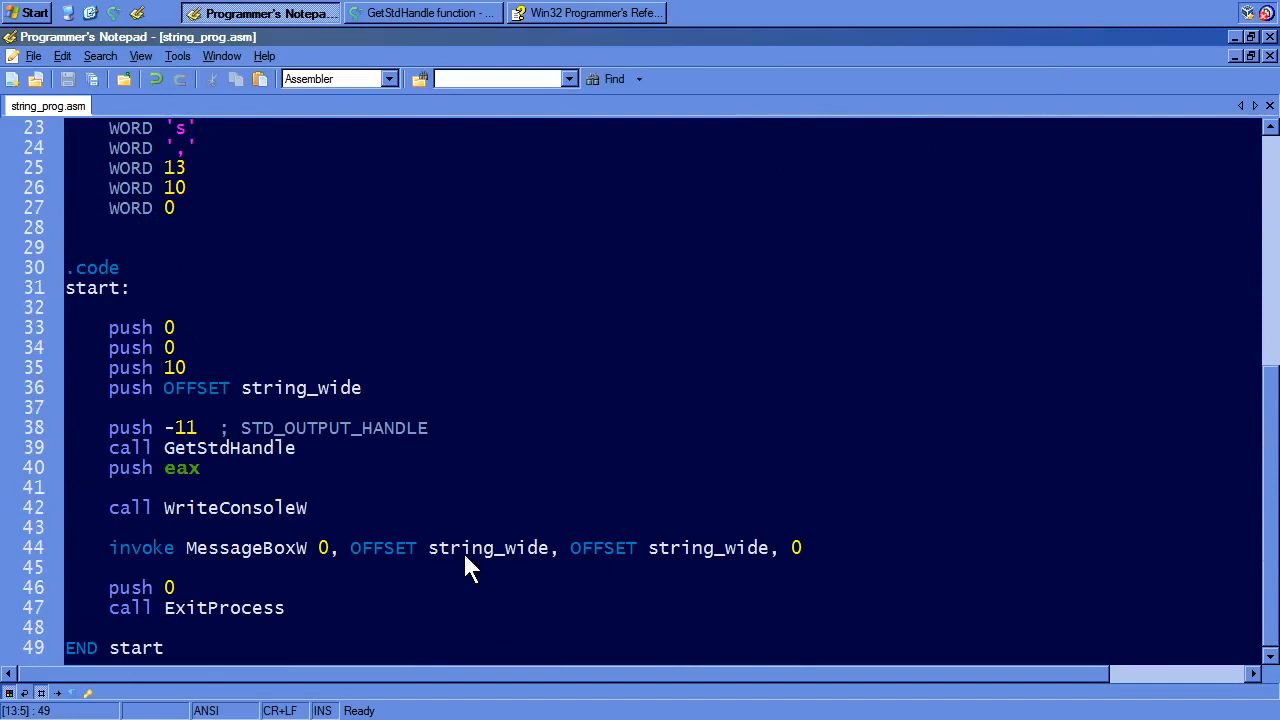 Start
Programmer's Notepa...
GetStdHandle function - ...
Win32 Programmer's Refe...
Programmer's Notepad - [string_prog.asm]
File Edit Search View Tools Window Help
Assembler
Find
string_prog.asm
23 WORD 's'
24 WORD ','
25 WORD 13
26 WORD 10
27 WORD 0
28
29
30 .code
31 start:
32
33 push 0
34 push 0
35 push 10
36 push OFFSET string_wide
37
38 push -11 ; STD_OUTPUT_HANDLE
39 call GetStdHandle
40 push eax
41
42 call WriteConsoleW
43
44 invoke MessageBoxW 0, OFFSET string_wide, OFFSET string_wide, 0
45
46 push 0
47 call ExitProcess
48
49 END start
[13:5] : 49 ANSI CR+LF INS Ready